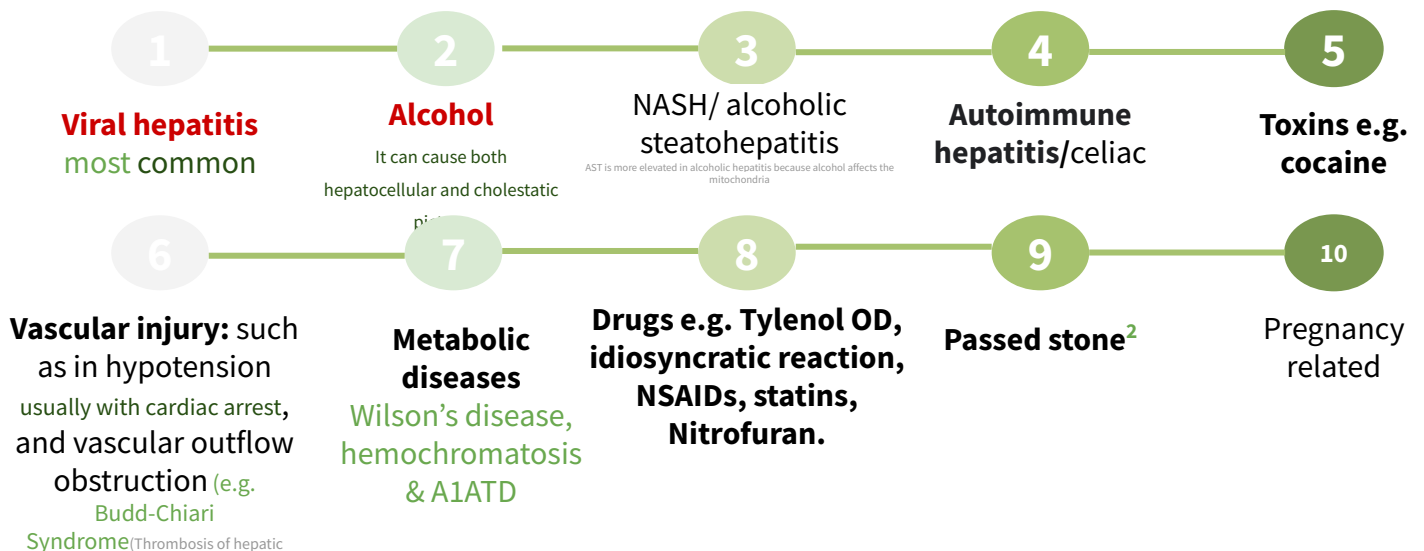 1
2
3
4
5
Viral hepatitis
most common
Alcohol
It can cause both
hepatocellular and cholestatic
NASH/ alcoholic
steatohepatitis
AST is more elevated in alcoholic hepatitis because alcohol affects the
mitochondria
Autoimmune
hepatitis/celiac
Toxins e.g.
cocaine
6
7
8
9
10
Vascular injury: such
as in hypotension
usually with cardiac arrest,
and vascular outflow
obstruction (e.g.
Budd-Chiari
Syndrome(Thrombosis of hepatic
Metabolic
diseases
Wilson's disease,
hemochromatosis
& A1ATD
Drugs e.g. Tylenol OD,
idiosyncratic reaction,
NSAIDs, statins,
Nitrofuran.
Passed stone2
Pregnancy
related